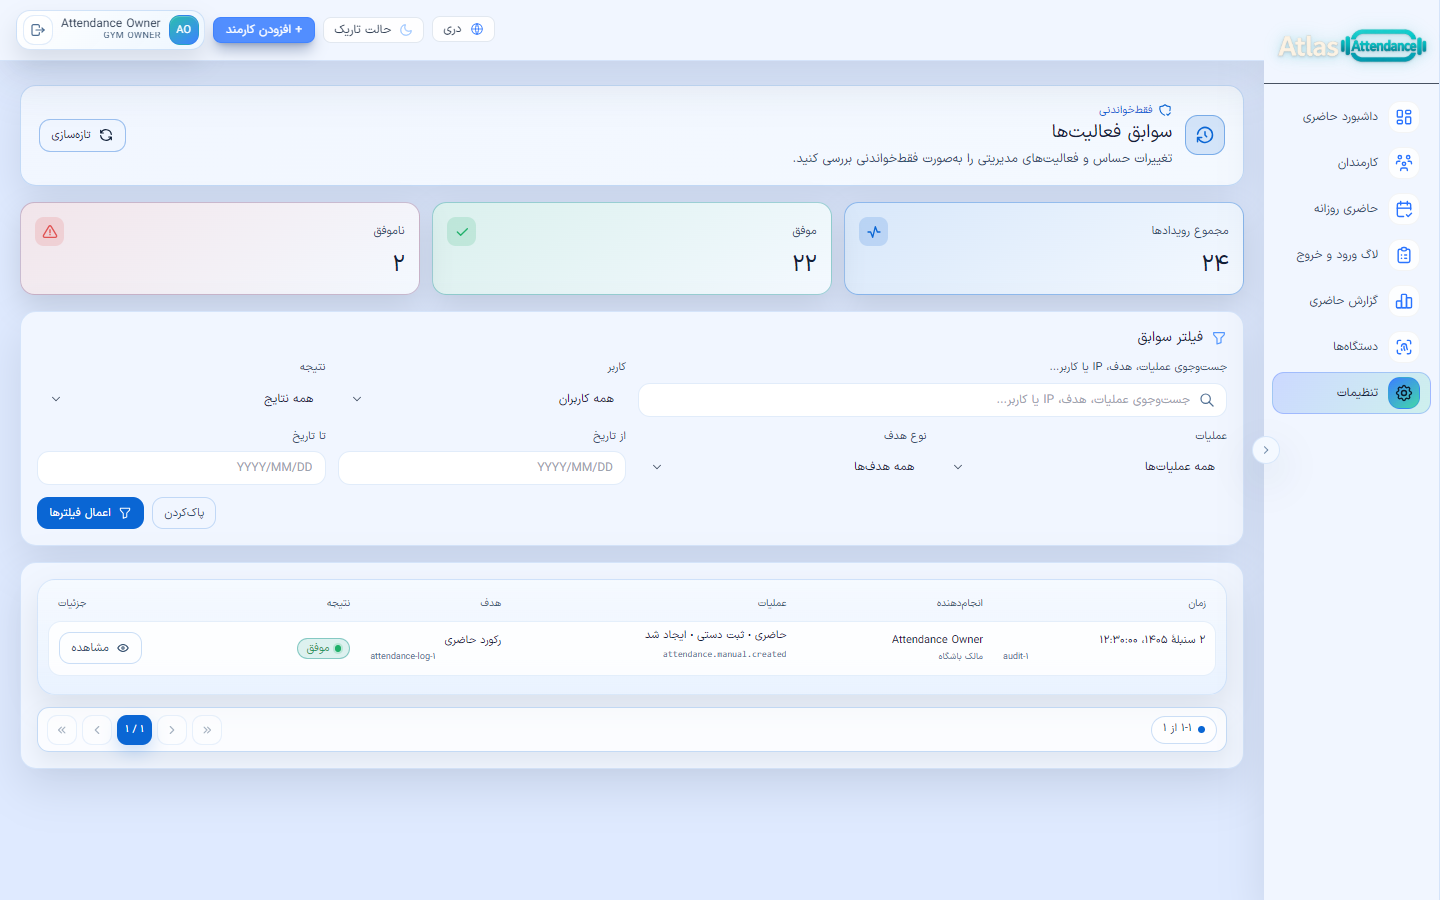 Atlas Attendance
داشبورد حاضری
کارمندان
حاضری روزانه
لاگ ورود و خروج
گزارش حاضری
دستگاه‌ها
تنظیمات
دری
حالت تاریک
+ افزودن کارمند
AO
Attendance Owner
GYM OWNER
فقط‌خواندنی
سوابق فعالیت‌ها
تغییرات حساس و فعالیت‌های مدیریتی را به‌صورت فقط‌خواندنی بررسی کنید.
تازه‌سازی
مجموع رویدادها
۲۴
موفق
۲۲
ناموفق
۲
فیلتر سوابق
جست‌وجوی عملیات، هدف، IP یا کاربر...
کاربر
نتیجه
جست‌وجوی عملیات، هدف، IP یا کاربر...
همه کاربران
همه نتایج
عملیات
نوع هدف
از تاریخ
تا تاریخ
همه عملیات‌ها
همه هدف‌ها
YYYY/MM/DD
YYYY/MM/DD
پاک‌کردن
اعمال فیلترها
زمان
انجام‌دهنده
عملیات
هدف
نتیجه
جزئیات
۲ سنبلهٔ ۱۴۰۵، ۱۲:۳۰:۰۰
audit-۱
Attendance Owner
مالک باشگاه
حاضری • ثبت دستی • ایجاد شد
attendance.manual.created
رکورد حاضری
attendance-log-۱
موفق
مشاهده
۱-۱ از ۱
۱ / ۱